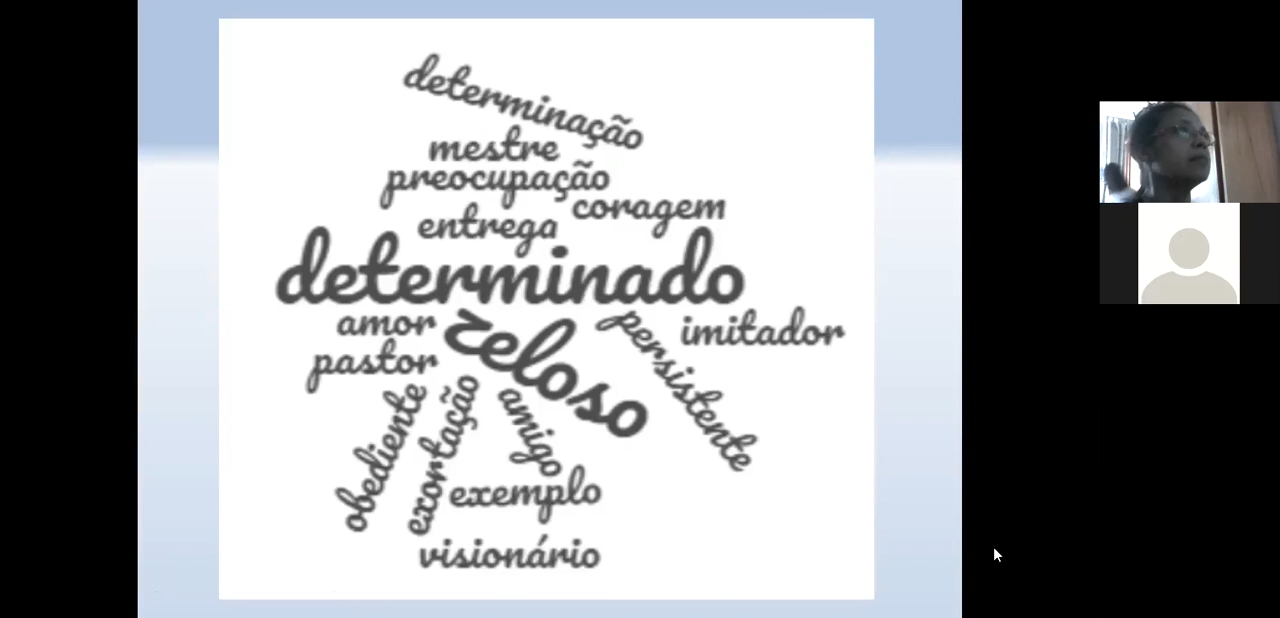 determinação
mestre
preocupação
coragem
entrega
determinado
amor
zeloso
persistente
imitador
pastor
obediente
exortação
amigo
exemplo
visionário